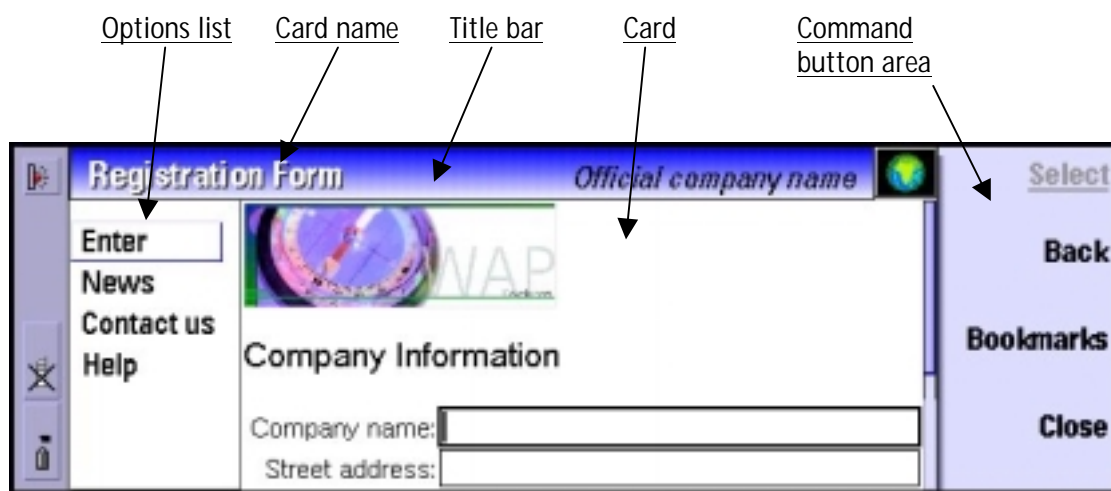 Options list
Card name
Title bar
Card
Command
button area
Registration Form
Official company name
Select
Enter
News
Contact us
Help
WAP
Company Information
Company name:
Street address:
Back
Bookmarks
Close